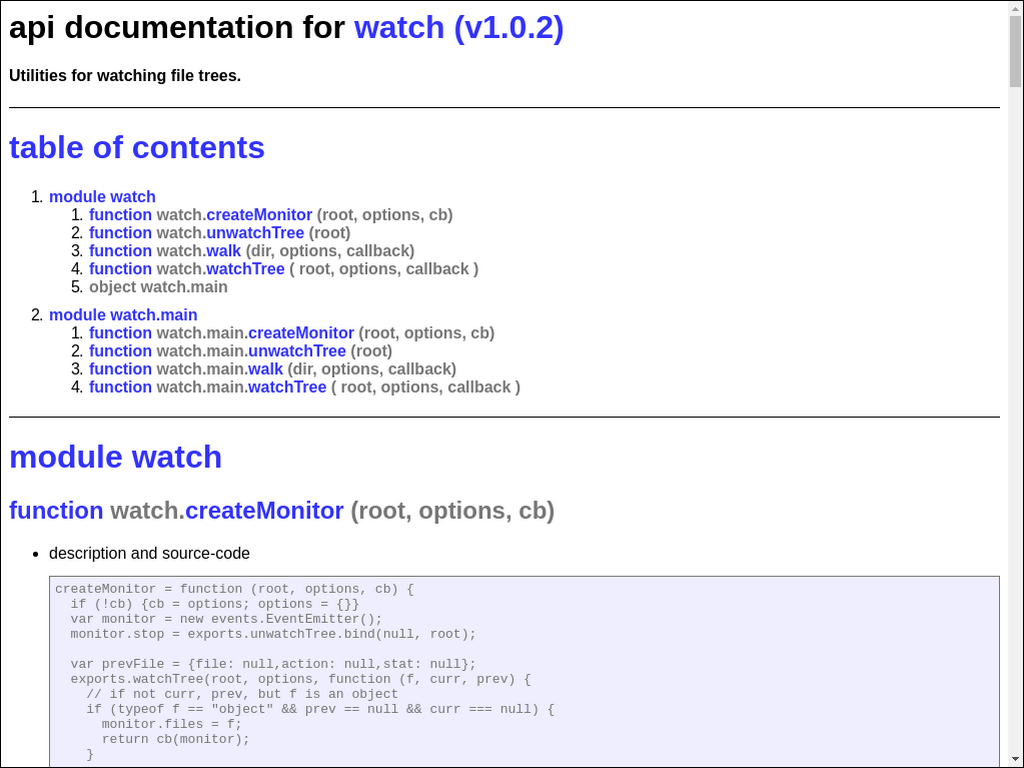 api documentation for watch (v1.0.2)
Utilities for watching file trees.
table of contents
1. module watch
1. function watch.createMonitor (root, options, cb)
2. function watch.unwatchTree (root)
3. function watch.walk (dir, options, callback)
4. function watch.watchTree ( root, options, callback )
5. object watch.main
2. module watch.main
1. function watch.main.createMonitor (root, options, cb)
2. function watch.main.unwatchTree (root)
3. function watch.main.walk (dir, options, callback)
4. function watch.main.watchTree ( root, options, callback )
module watch
function watch.createMonitor (root, options, cb)
• description and source-code
createMonitor = function (root, options, cb) {
  if (!cb) {cb = options; options = {}}
  var monitor = new events.EventEmitter();
  monitor.stop = exports.unwatchTree.bind(null, root);

  var prevFile = {file: null,action: null,stat: null};
  exports.watchTree(root, options, function (f, curr, prev) {
    // if not curr, prev, but f is an object
    if (typeof f == "object" && prev == null && curr === null) {
      monitor.files = f;
      return cb(monitor);
    }